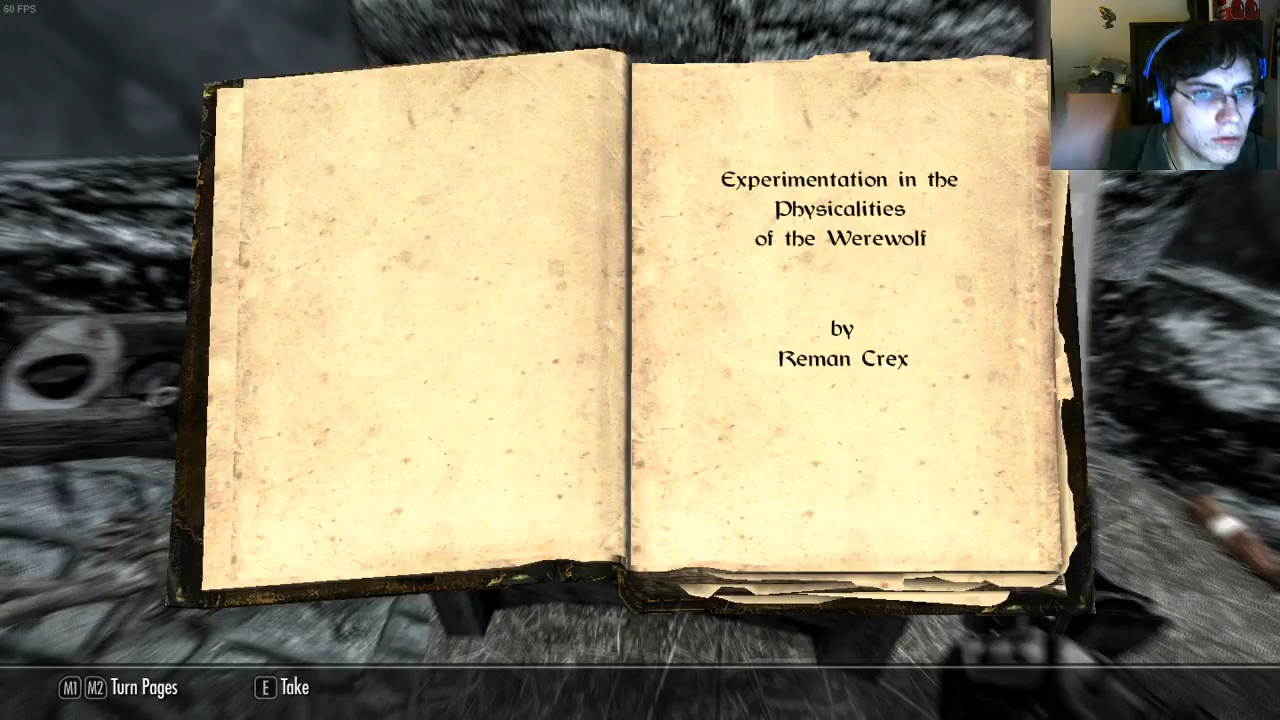 60 FPS
Experimentation in the
Physicalities
of the Werewolf
by
Reman Crex
M1 M2 Turn Pages
E Take